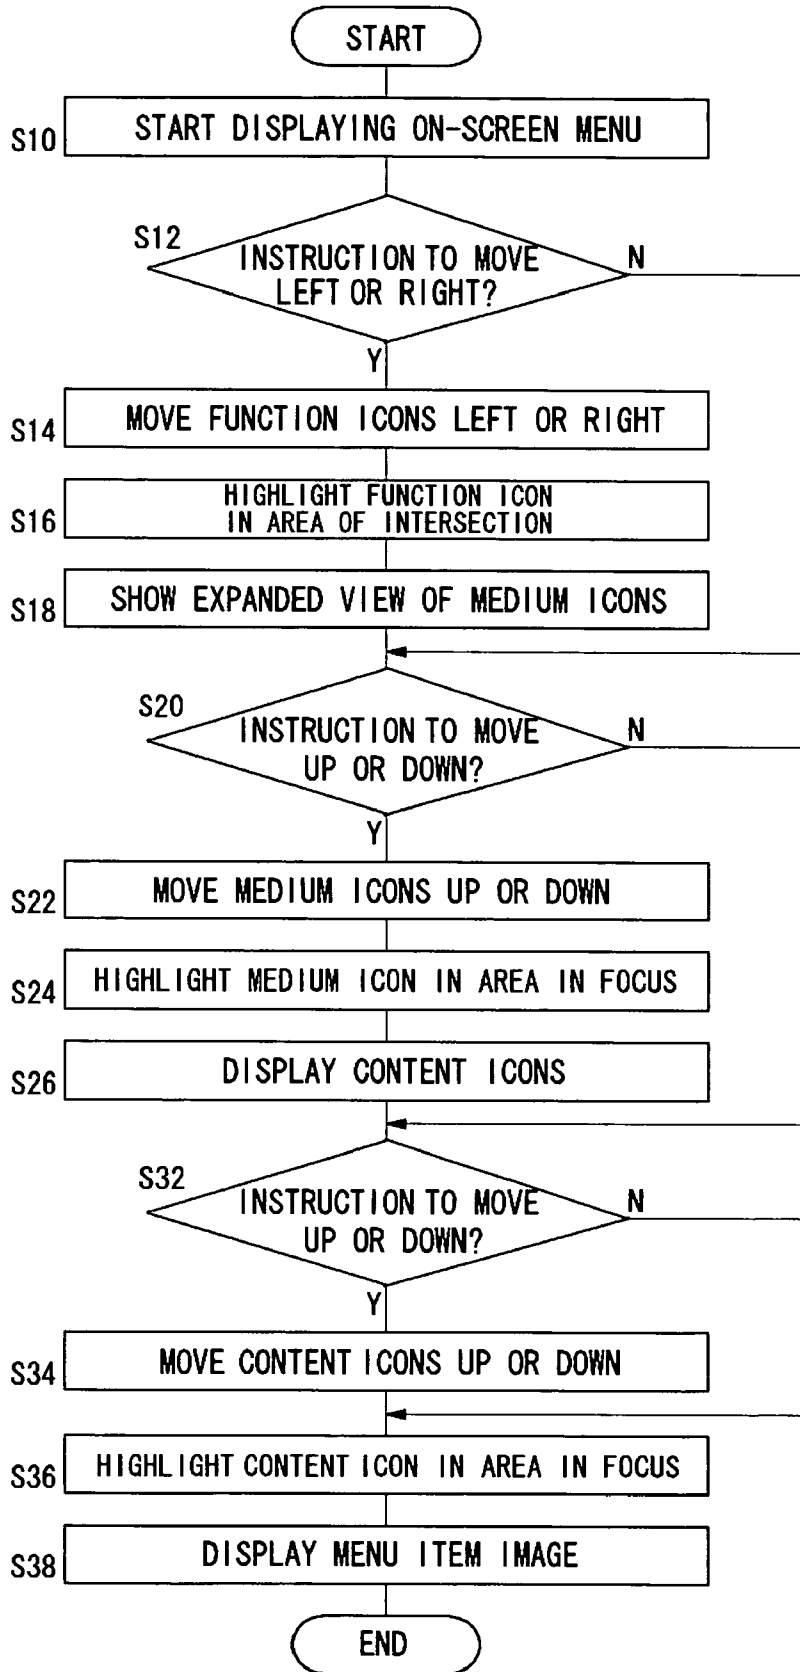 START
S10
START DISPLAYING ON-SCREEN MENU
S12
INSTRUCTION TO MOVE
LEFT OR RIGHT?
N
Y
S14
MOVE FUNCTION ICONS LEFT OR RIGHT
S16
HIGHLIGHT FUNCTION ICON
IN AREA OF INTERSECTION
S18
SHOW EXPANDED VIEW OF MEDIUM ICONS
S20
INSTRUCTION TO MOVE
UP OR DOWN?
N
Y
S22
MOVE MEDIUM ICONS UP OR DOWN
S24
HIGHLIGHT MEDIUM ICON IN AREA IN FOCUS
S26
DISPLAY CONTENT ICONS
S32
INSTRUCTION TO MOVE
UP OR DOWN?
N
Y
S34
MOVE CONTENT ICONS UP OR DOWN
S36
HIGHLIGHT CONTENT ICON IN AREA IN FOCUS
S38
DISPLAY MENU ITEM IMAGE
END